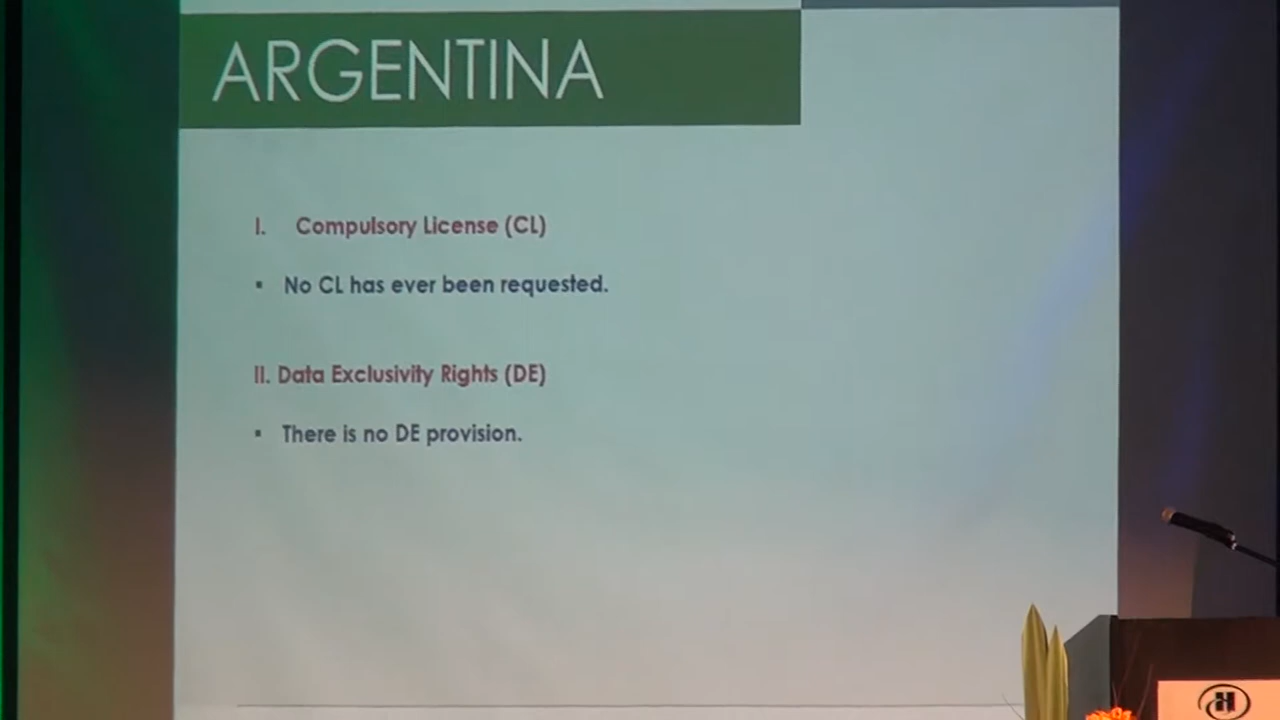 ARGENTINA
I. Compulsory License (CL)
▪ No CL has ever been requested.
II. Data Exclusivity Rights (DE)
▪ There is no DE provision.
H